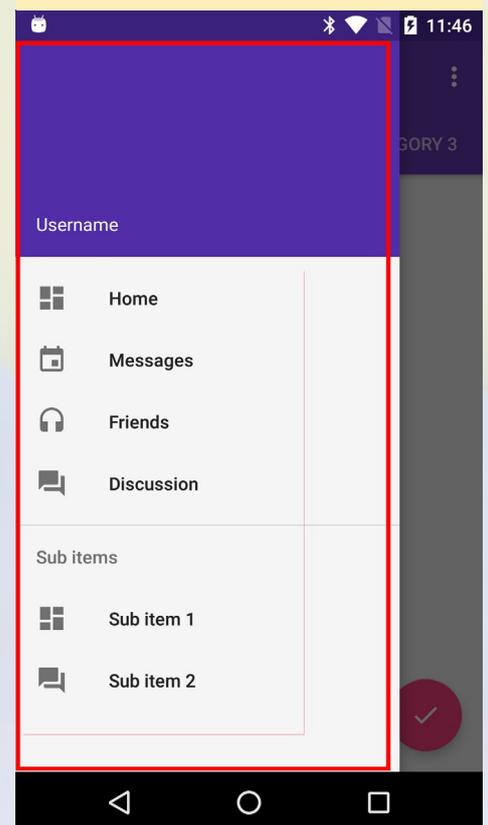 11:46
GORY 3
Username
Home
Messages
Friends
Discussion
Sub items
Sub item 1
Sub item 2